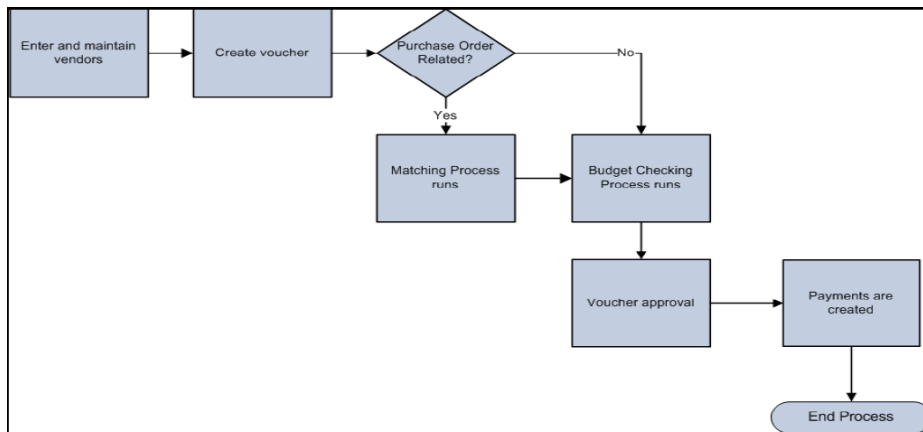 Enter and maintain
vendors
Create voucher
Purchase Order
Related?
No
Yes
Matching Process
runs
Budget Checking
Process runs
Voucher approval
Payments are
created
End Process